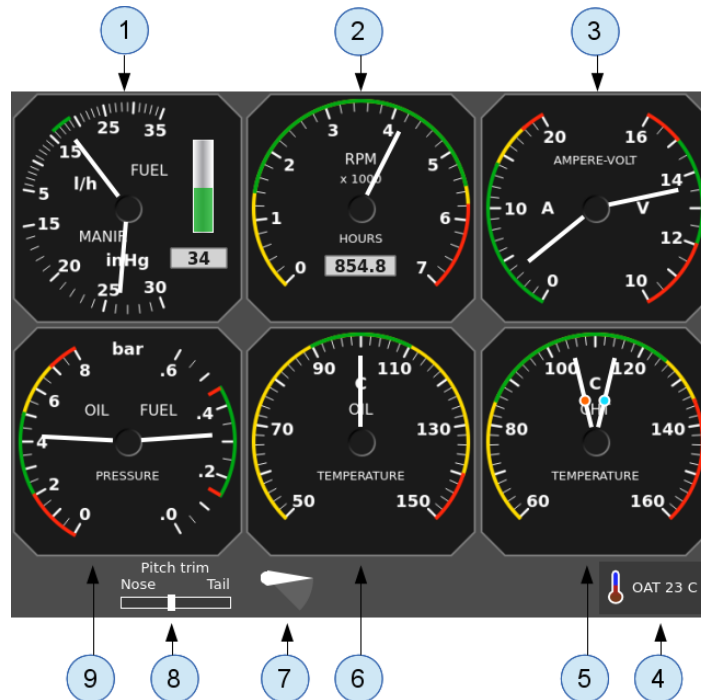 1
2
3
15
25
35
FUEL
l/h
5
15
MANIF
20
inHg
25
30
34
3
4
2
5
RPM
x 1000
1
6
HOURS
0
7
854.8
20
16
AMPERE-VOLT
14
10
A
V
12
0
10
bar
8
.6
6
OIL
FUEL
.4
4
PRESSURE
2
.2
0
.0
90
110
C
OIL
70
130
TEMPERATURE
50
150
100
120
C
CHT
80
140
TEMPERATURE
60
160
Pitch trim
Nose
Tail
OAT 23 C
9
8
7
6
5
4